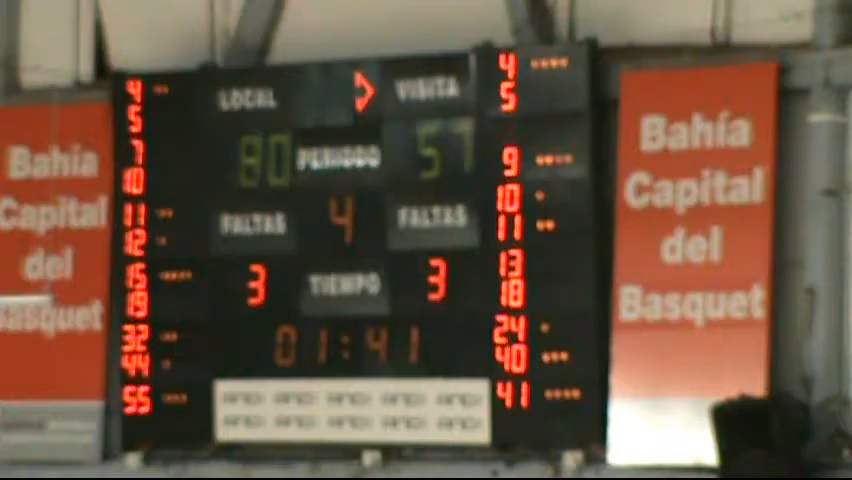 LOCAL > VISITA
80 PERIODO 57
FALTAS 4 FALTAS
3 TIEMPO 3
01:41
4
5
7
10
11
12
15
18
32
44
55
4
5
9
10
11
13
18
24
40
41
Bahía
Capital
del
Basquet
Bahía
Capital
del
Basquet